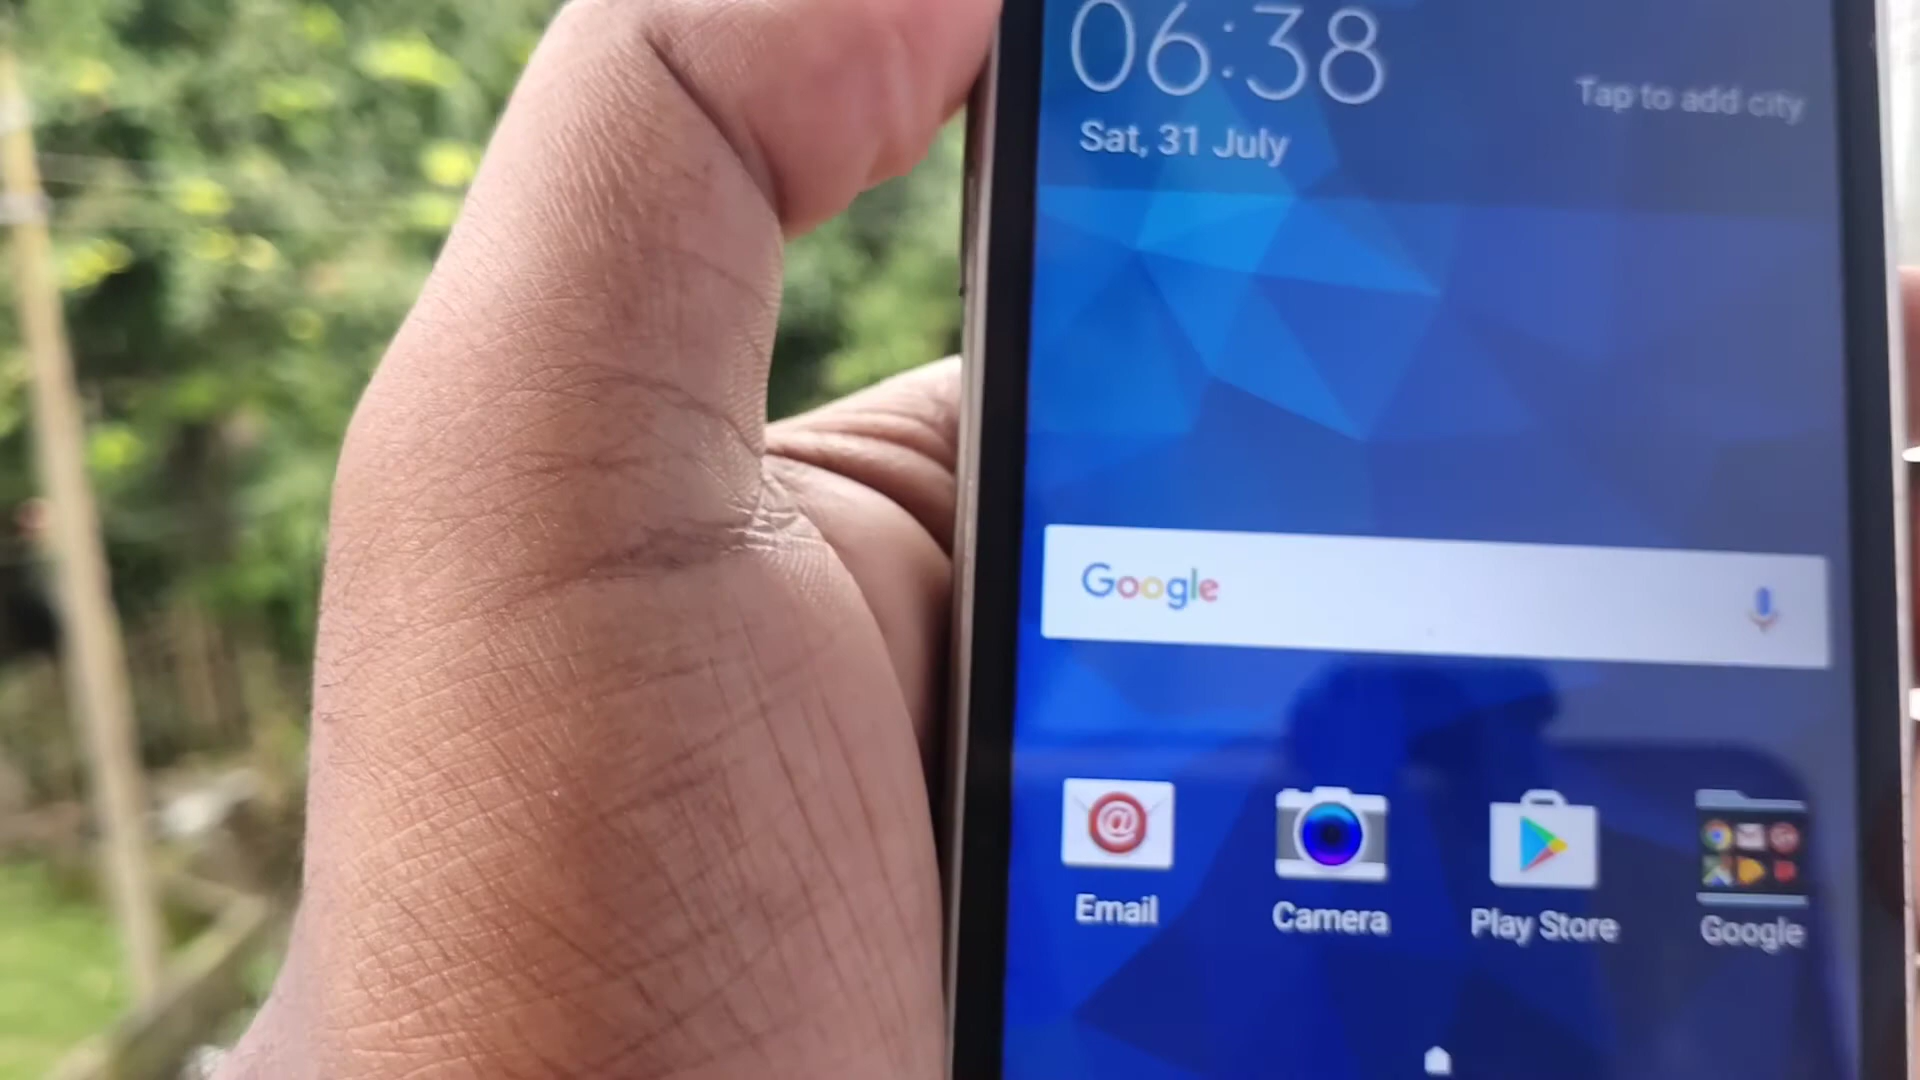 06:38
Tap to add city
Sat, 31 July
Google
@
Email
Camera
Play Store
Google